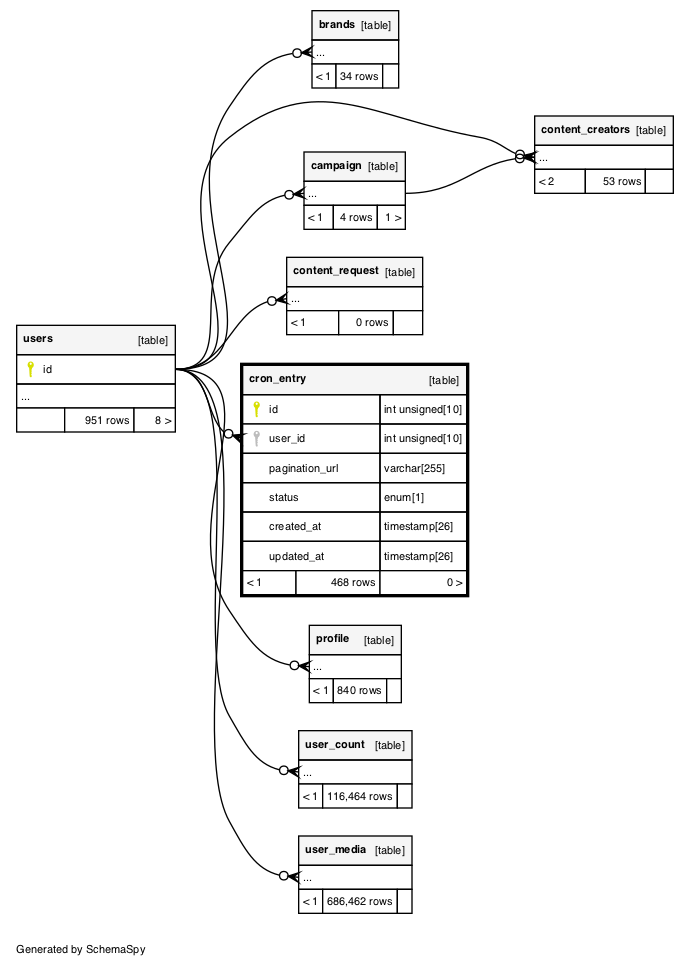 brands [table]
...
< 1 34 rows
content_creators [table]
...
< 2 53 rows
campaign [table]
...
< 1 4 rows 1 >
content_request [table]
...
< 1 0 rows
users [table]
id
...
951 rows 8 >
cron_entry [table]
id int unsigned[10]
user_id int unsigned[10]
pagination_url varchar[255]
status enum[1]
created_at timestamp[26]
updated_at timestamp[26]
< 1 468 rows 0 >
profile [table]
...
< 1 840 rows
user_count [table]
...
< 1 116,464 rows
user_media [table]
...
< 1 686,462 rows
Generated by SchemaSpy